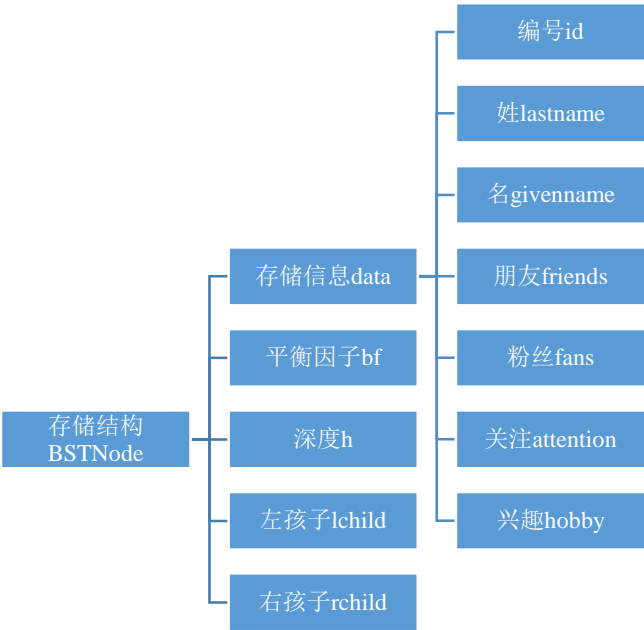 存储结构
BSTNode
存储信息data
平衡因子bf
深度h
左孩子lchild
右孩子rchild
编号id
姓lastname
名givenname
朋友friends
粉丝fans
关注attention
兴趣hobby